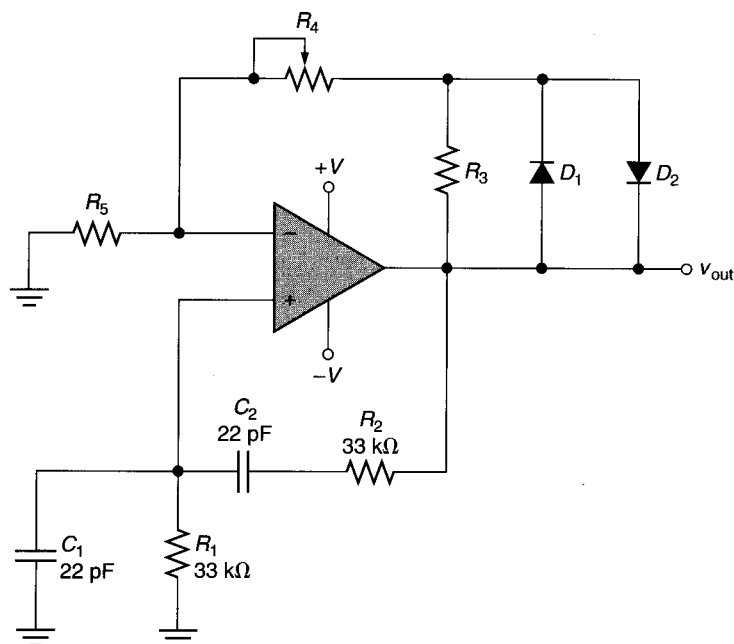 R4
+V
R3
D1
D2
R5
−
+
vout
−V
C2
22 pF
R2
33 kΩ
C1
22 pF
R1
33 kΩ